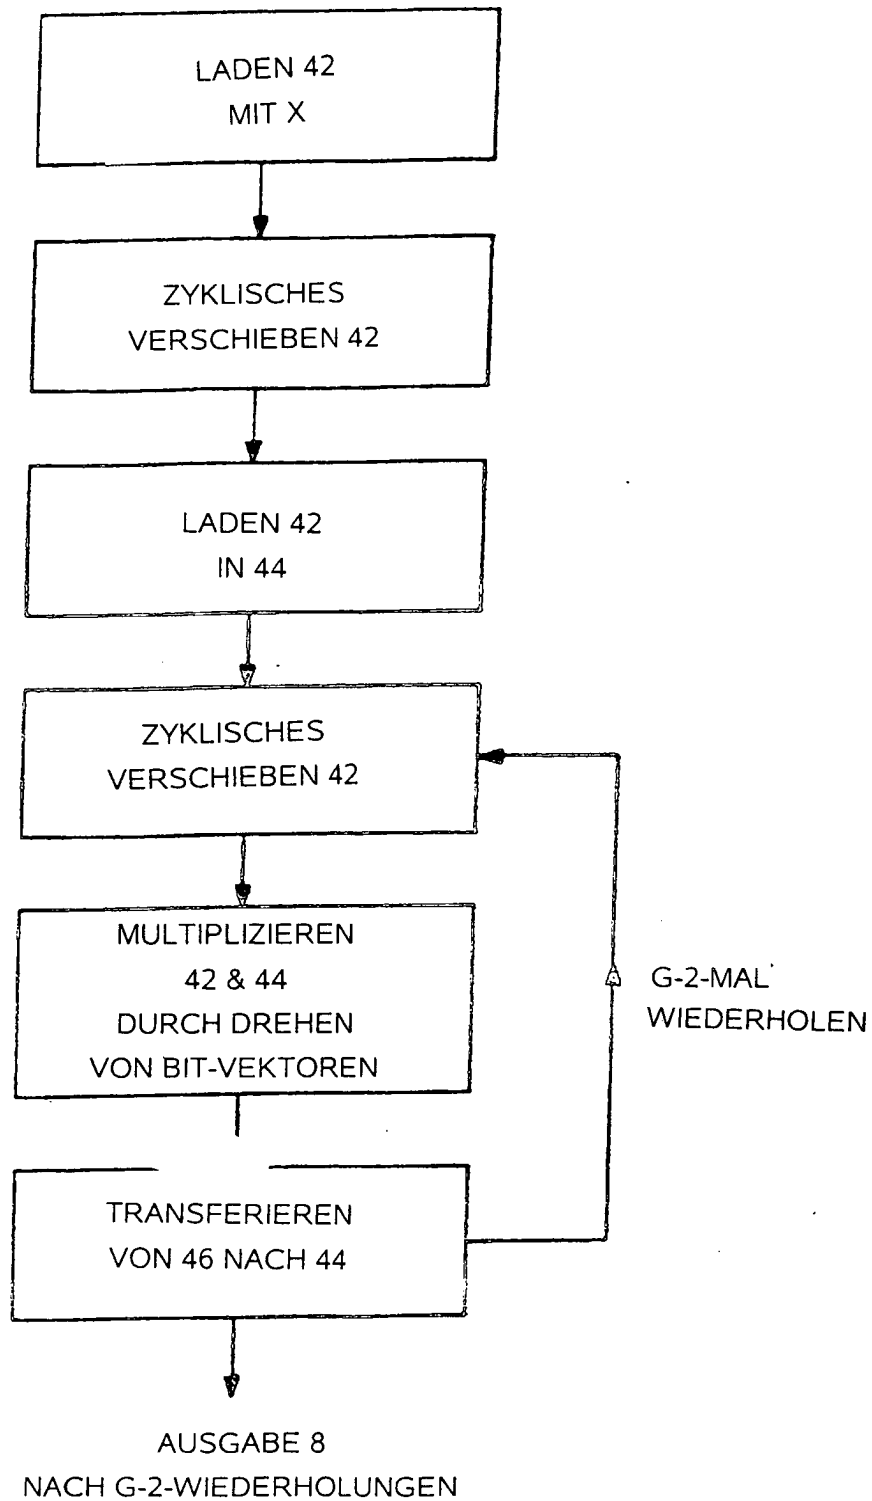 LADEN 42
MIT X
ZYKLISCHES
VERSCHIEBEN 42
LADEN 42
IN 44
ZYKLISCHES
VERSCHIEBEN 42
MULTIPLIZIEREN
42 & 44
DURCH DREHEN
VON BIT-VEKTOREN
G-2-MAL
WIEDERHOLEN
TRANSFERIEREN
VON 46 NACH 44
AUSGABE 8
NACH G-2-WIEDERHOLUNGEN